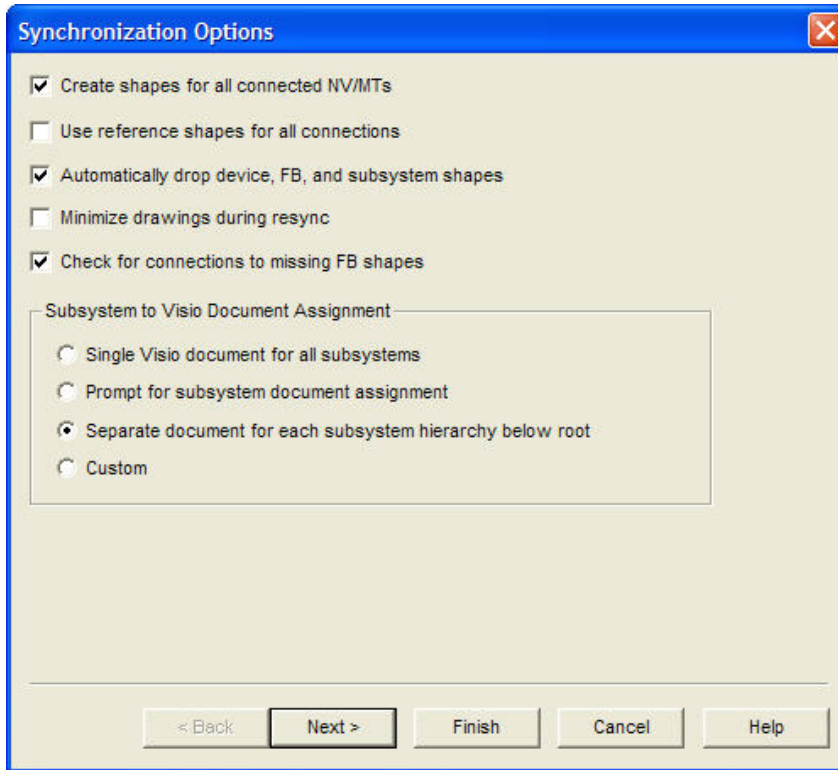 Synchronization Options
Create shapes for all connected NV/MTs
Use reference shapes for all connections
Automatically drop device, FB, and subsystem shapes
Minimize drawings during resync
Check for connections to missing FB shapes
Subsystem to Visio Document Assignment
Single Visio document for all subsystems
Prompt for subsystem document assignment
Separate document for each subsystem hierarchy below root
Custom
< Back Next > Finish Cancel Help